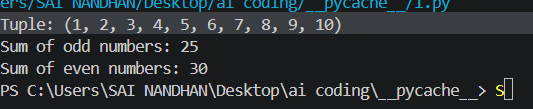 ers/SAI NANDHAN/Desktop/ai coding/__pycache__/1.py
Tuple: (1, 2, 3, 4, 5, 6, 7, 8, 9, 10)
Sum of odd numbers: 25
Sum of even numbers: 30
PS C:\Users\SAI NANDHAN\Desktop\ai coding\__pycache__> S